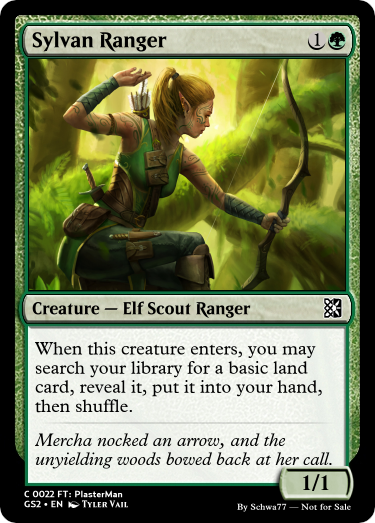 Sylvan Ranger 1
Creature — Elf Scout Ranger
When this creature enters, you may
search your library for a basic land
card, reveal it, put it into your hand,
then shuffle.
Mercha nocked an arrow, and the
unyielding woods bowed back at her call.
1/1
C 0022 FT: PlasterMan
GS2 • EN Tyler Vail
By Schwa77 — Not for Sale